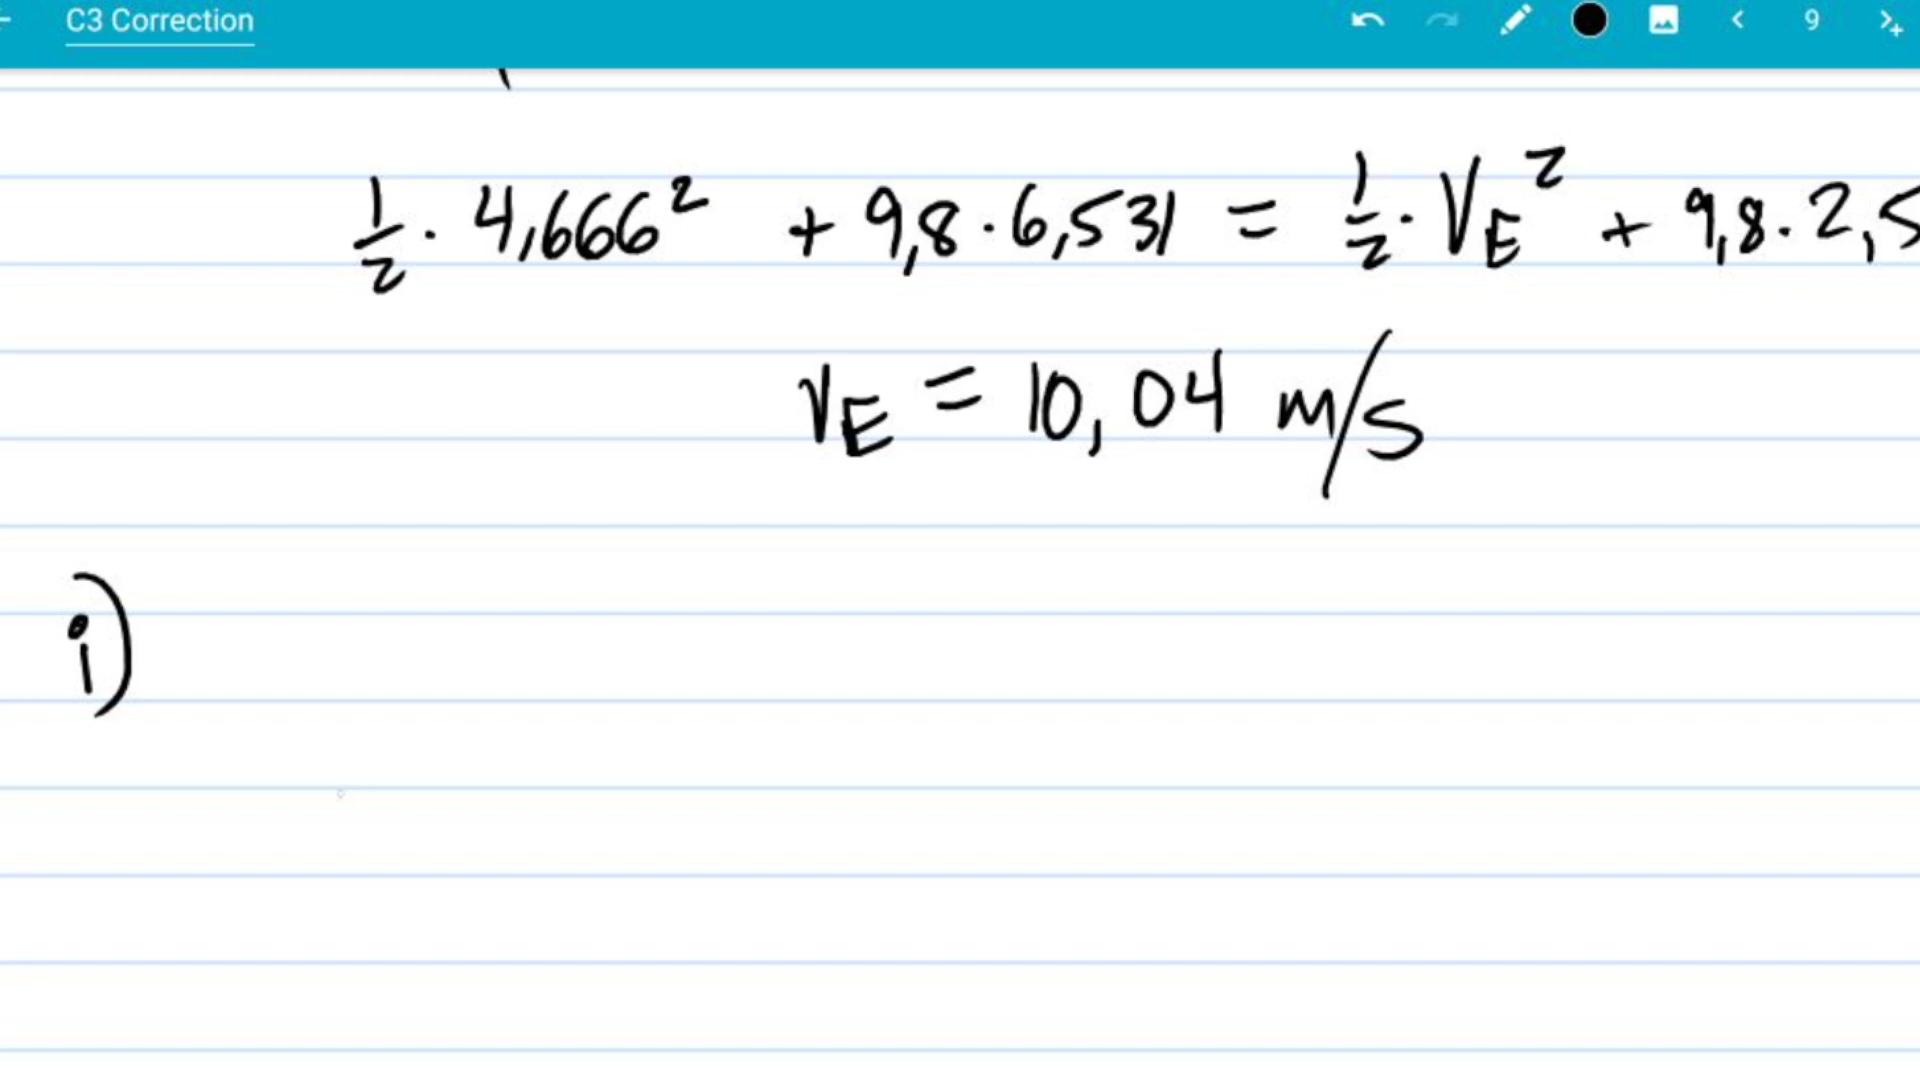 C3 Correction
9
1/2 · 4,666² + 9,8 · 6,531 = 1/2 · V_E² + 9,8 · 2,5
V_E = 10,04 m/s
i)